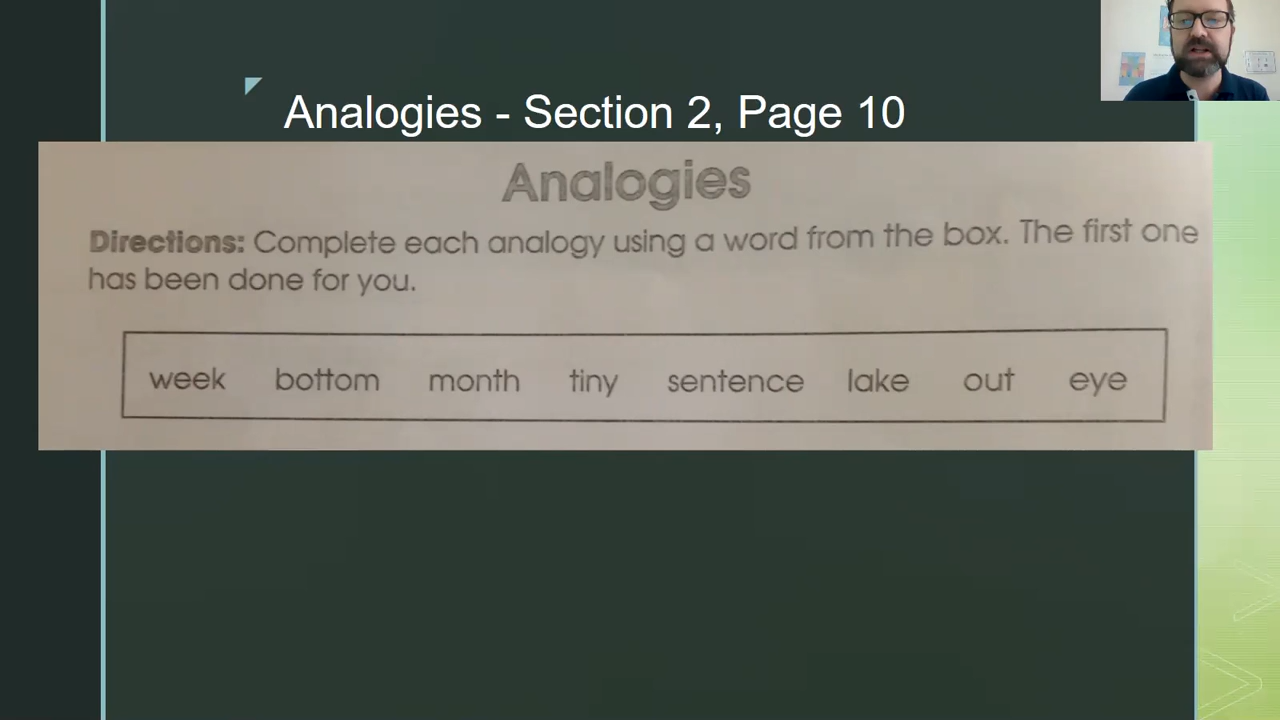 Analogies - Section 2, Page 10
Analogies
Directions: Complete each analogy using a word from the box. The first one
has been done for you.
week bottom month tiny sentence lake out eye